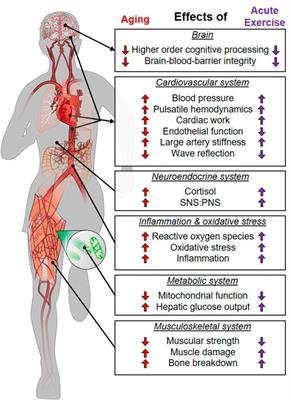 Aging Effects of Acute Exercise
Brain
Higher order cognitive processing
Brain-blood-barrier integrity
Cardiovascular system
Blood pressure
Pulsatile hemodynamics
Cardiac work
Endothelial function
Large artery stiffness
Wave reflection
Neuroendocrine system
Cortisol
SNS:PNS
Inflammation & oxidative stress
Reactive oxygen species
Oxidative stress
Inflammation
Metabolic system
Mitochondrial function
Hepatic glucose output
Musculoskeletal system
Muscular strength
Muscle damage
Bone breakdown